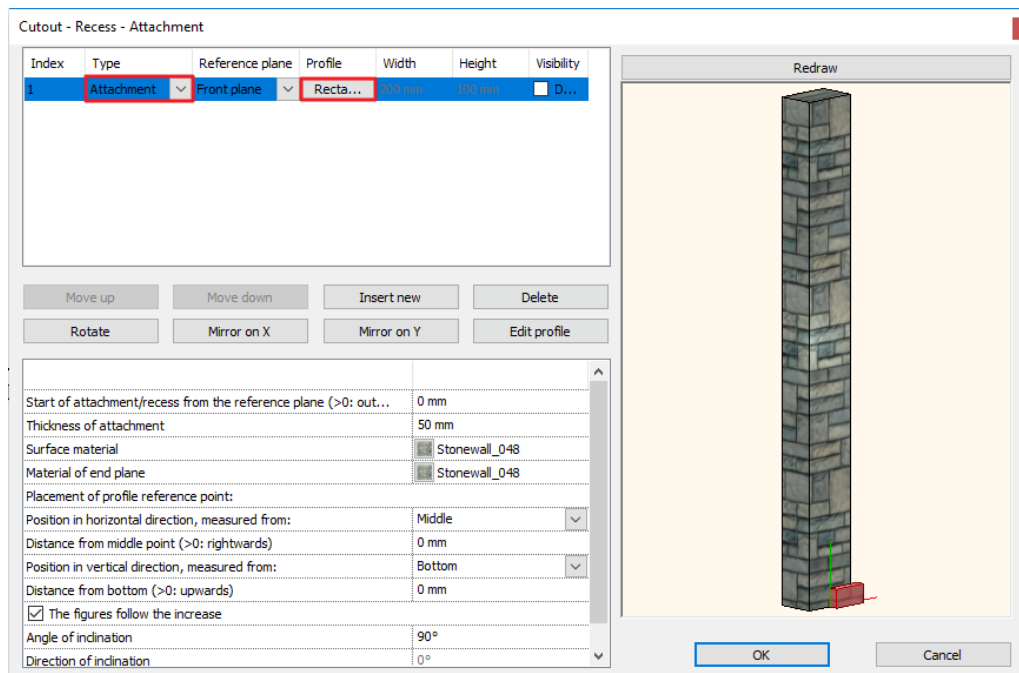 Cutout - Recess - Attachment
Index Type Reference plane Profile Width Height Visibility
1 Attachment Front plane Recta... 200 mm 100 mm D...
Redraw
Move up Move down Insert new Delete
Rotate Mirror on X Mirror on Y Edit profile
Start of attachment/recess from the reference plane (>0: out... 0 mm
Thickness of attachment 50 mm
Surface material Stonewall_048
Material of end plane Stonewall_048
Placement of profile reference point:
Position in horizontal direction, measured from: Middle
Distance from middle point (>0: rightwards) 0 mm
Position in vertical direction, measured from: Bottom
Distance from bottom (>0: upwards) 0 mm
The figures follow the increase
Angle of inclination 90°
Direction of inclination 0°
OK Cancel